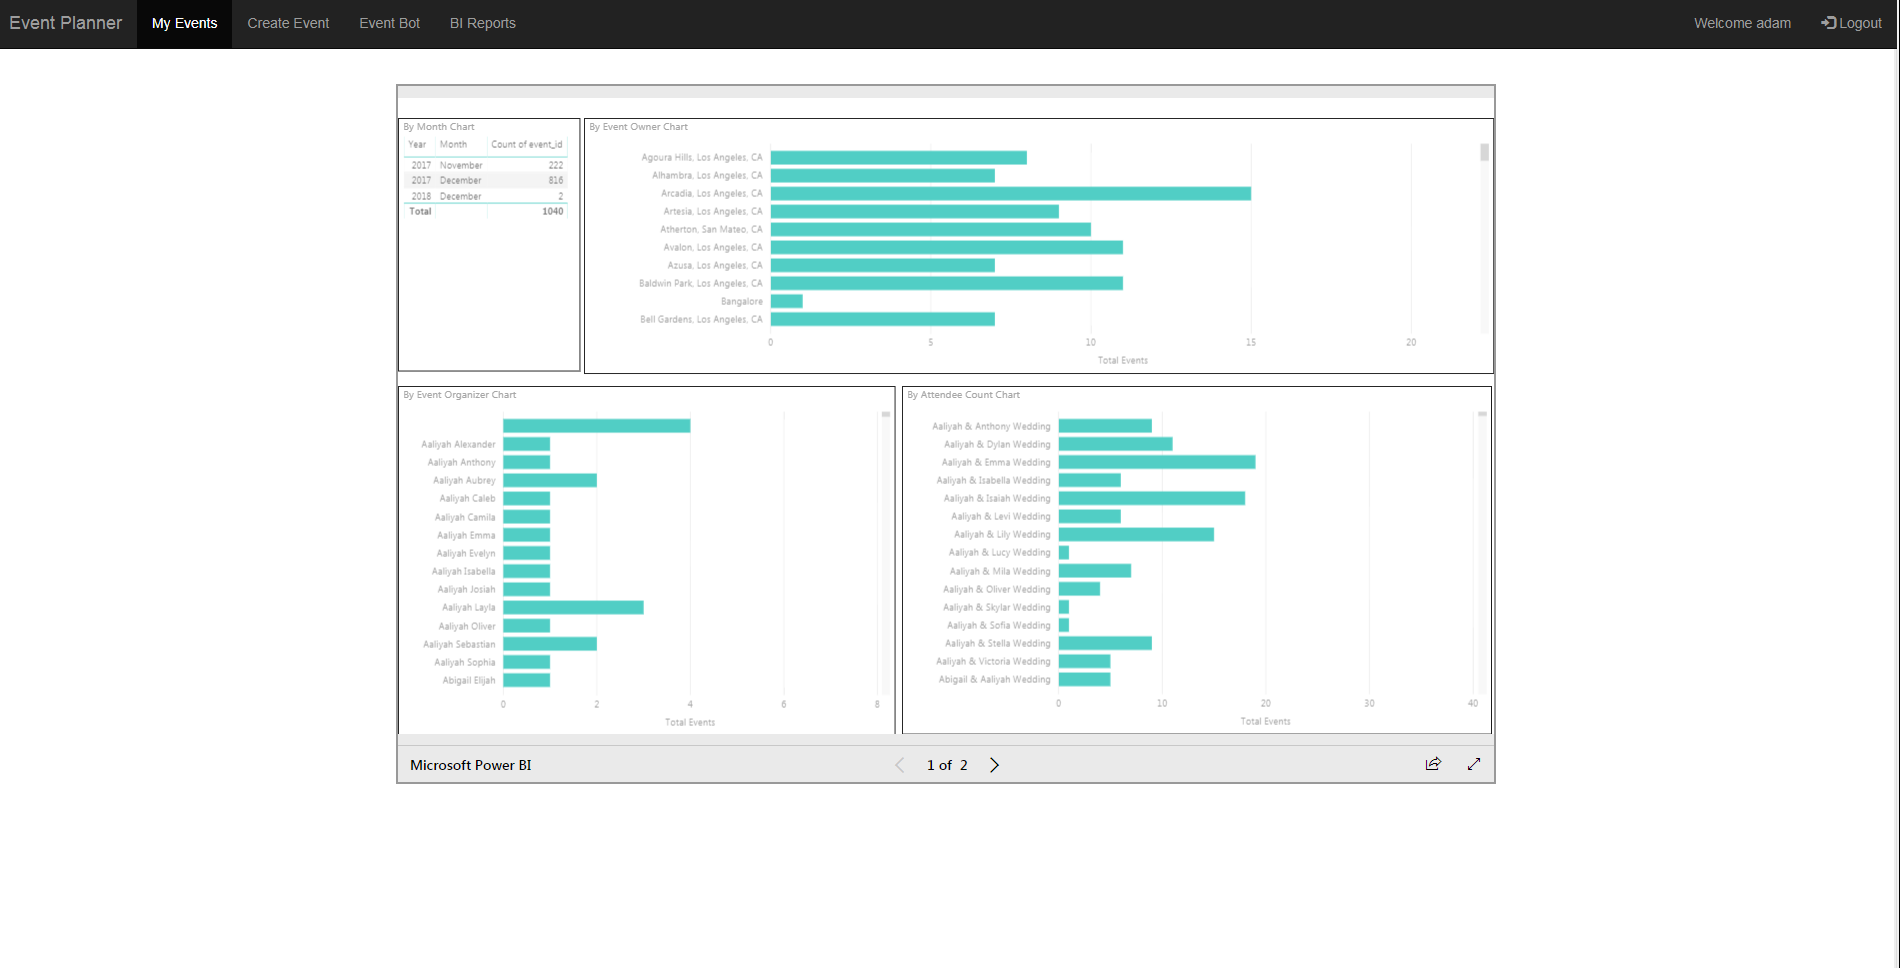 Event Planner My Events Create Event Event Bot BI Reports Welcome adam Logout
By Month Chart
Year Month Count of event_id
2017 November 222
2017 December 816
2018 December 2
Total 1040
By Event Owner Chart
Agoura Hills, Los Angeles, CA
Alhambra, Los Angeles, CA
Arcadia, Los Angeles, CA
Artesia, Los Angeles, CA
Atherton, San Mateo, CA
Avalon, Los Angeles, CA
Azusa, Los Angeles, CA
Baldwin Park, Los Angeles, CA
Bangalore
Bell Gardens, Los Angeles, CA
0 5 10 15 20
Total Events
By Event Organizer Chart
Aaliyah Alexander
Aaliyah Anthony
Aaliyah Aubrey
Aaliyah Caleb
Aaliyah Camila
Aaliyah Emma
Aaliyah Evelyn
Aaliyah Isabella
Aaliyah Josiah
Aaliyah Layla
Aaliyah Oliver
Aaliyah Sebastian
Aaliyah Sophia
Abigail Elijah
0 2 4 6 8
Total Events
By Attendee Count Chart
Aaliyah & Anthony Wedding
Aaliyah & Dylan Wedding
Aaliyah & Emma Wedding
Aaliyah & Isabella Wedding
Aaliyah & Isaiah Wedding
Aaliyah & Levi Wedding
Aaliyah & Lily Wedding
Aaliyah & Lucy Wedding
Aaliyah & Mila Wedding
Aaliyah & Oliver Wedding
Aaliyah & Skylar Wedding
Aaliyah & Sofia Wedding
Aaliyah & Stella Wedding
Aaliyah & Victoria Wedding
Abigail & Aaliyah Wedding
0 10 20 30 40
Total Events
Microsoft Power BI 1 of 2